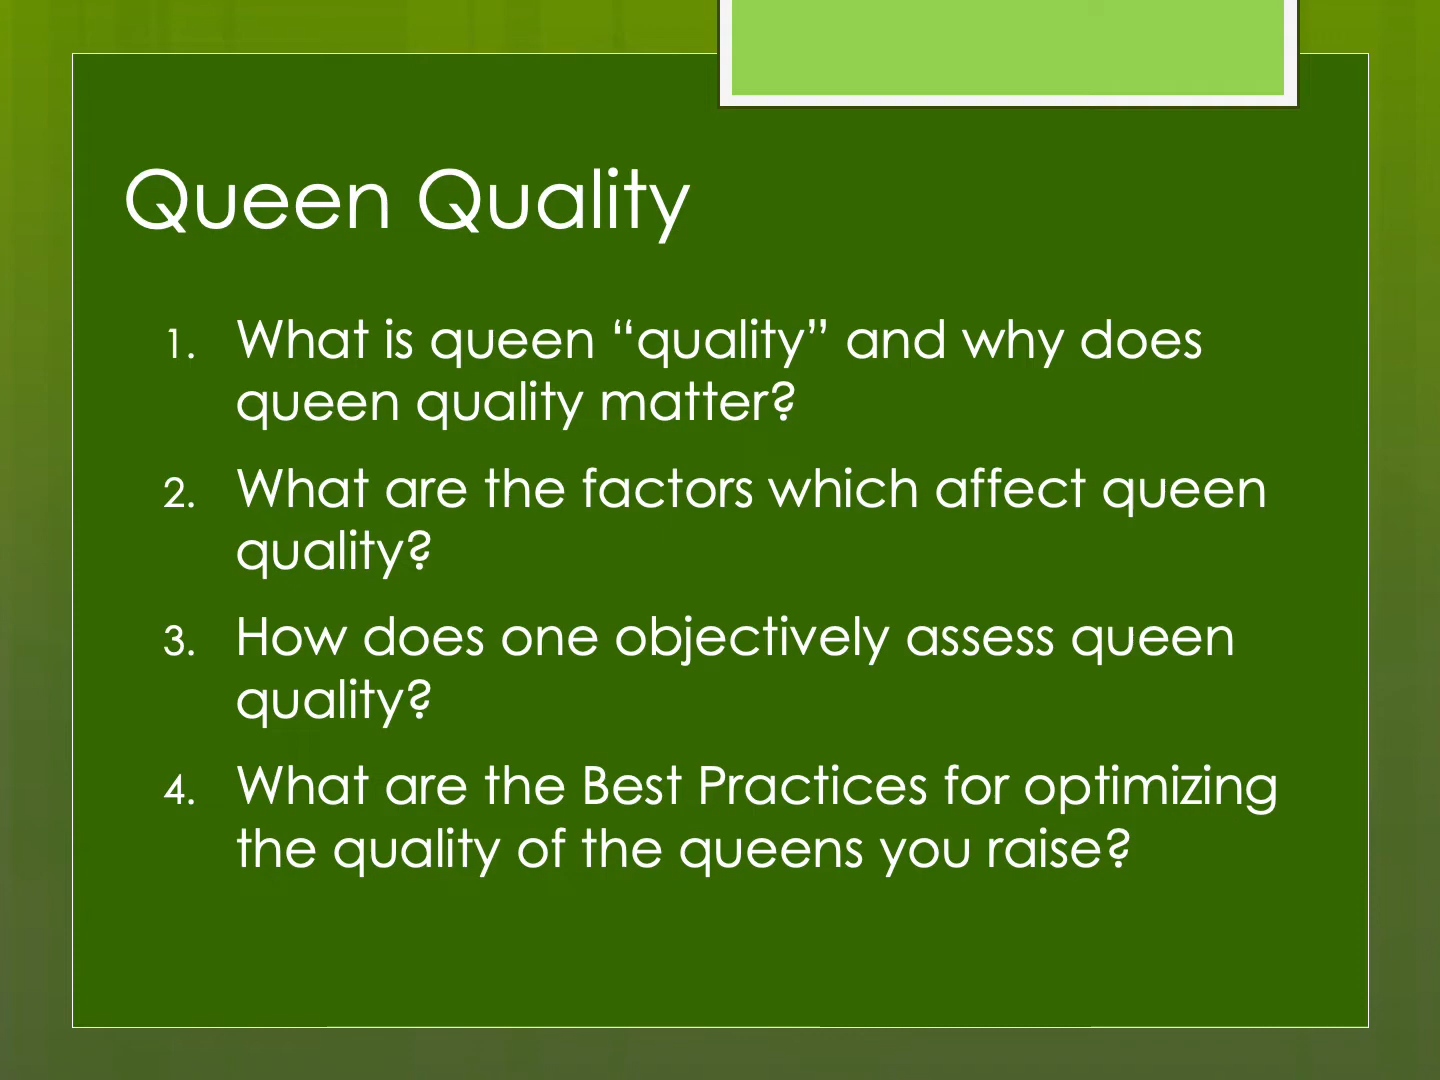 Queen Quality
1. What is queen “quality” and why does
queen quality matter?
2. What are the factors which affect queen
quality?
3. How does one objectively assess queen
quality?
4. What are the Best Practices for optimizing
the quality of the queens you raise?